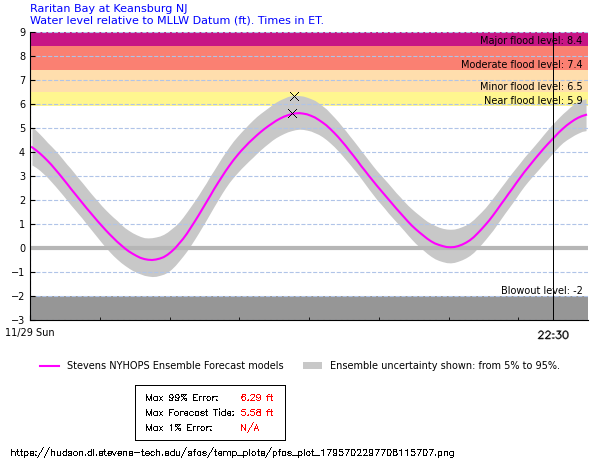 Raritan Bay at Keansburg NJ
Water level relative to MLLW Datum (ft). Times in ET.
9
Major flood level: 8.4
8
Moderate flood level: 7.4
7
Minor flood level: 6.5
Near flood level: 5.9
6
5
4
3
2
1
0
−1
Blowout level: -2
−2
−3
11/29 Sun
22:30
Stevens NYHOPS Ensemble Forecast models
Ensemble uncertainty shown: from 5% to 95%.
Max 99% Error: 6.29 ft
Max Forecast Tide: 5.58 ft
Max 1% Error: N/A
https://hudson.dl.stevens-tech.edu/sfas/temp_plots/pfas_plot_1795702297706115707.png